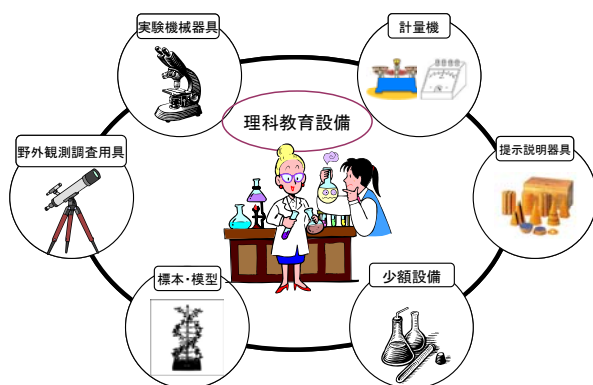 実験機械器具
計量機
理科教育設備
野外観測調査用具
提示説明器具
標本・模型
少額設備